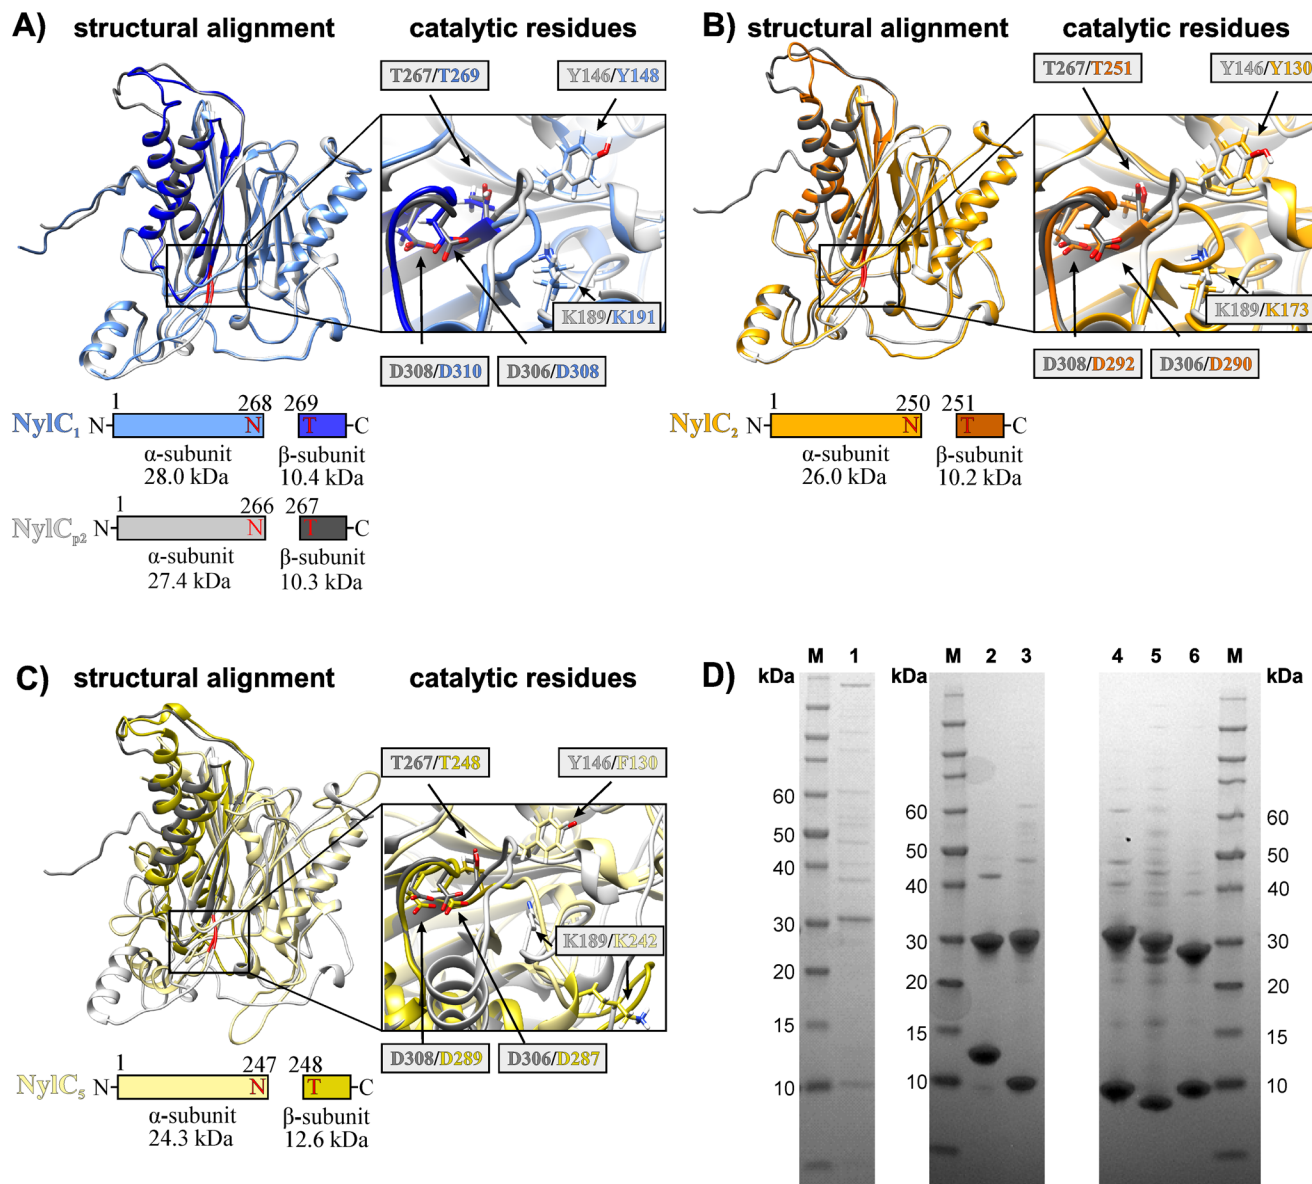 A) structural alignment catalytic residues
T267/T269 Y146/Y148
K189/K191
D308/D310 D306/D308
NylC1 N 1 268 N 269 T C
α-subunit β-subunit
28.0 kDa 10.4 kDa
NylCp2 N 1 266 N 267 T C
α-subunit β-subunit
27.4 kDa 10.3 kDa
B) structural alignment catalytic residues
T267/T251 Y146/Y130
K189/K173
D308/D292 D306/D290
NylC2 N 1 250 N 251 T C
α-subunit β-subunit
26.0 kDa 10.2 kDa
C) structural alignment catalytic residues
T267/T248 Y146/F130
K189/K242
D308/D289 D306/D287
NylC5 N 1 247 N 248 T C
α-subunit β-subunit
24.3 kDa 12.6 kDa
D)
M 1 M 2 3 4 5 6 M
kDa kDa kDa
60 60 60
50 50 50
40 40 40
30 30 30
20 20 20
15 15 15
10 10 10